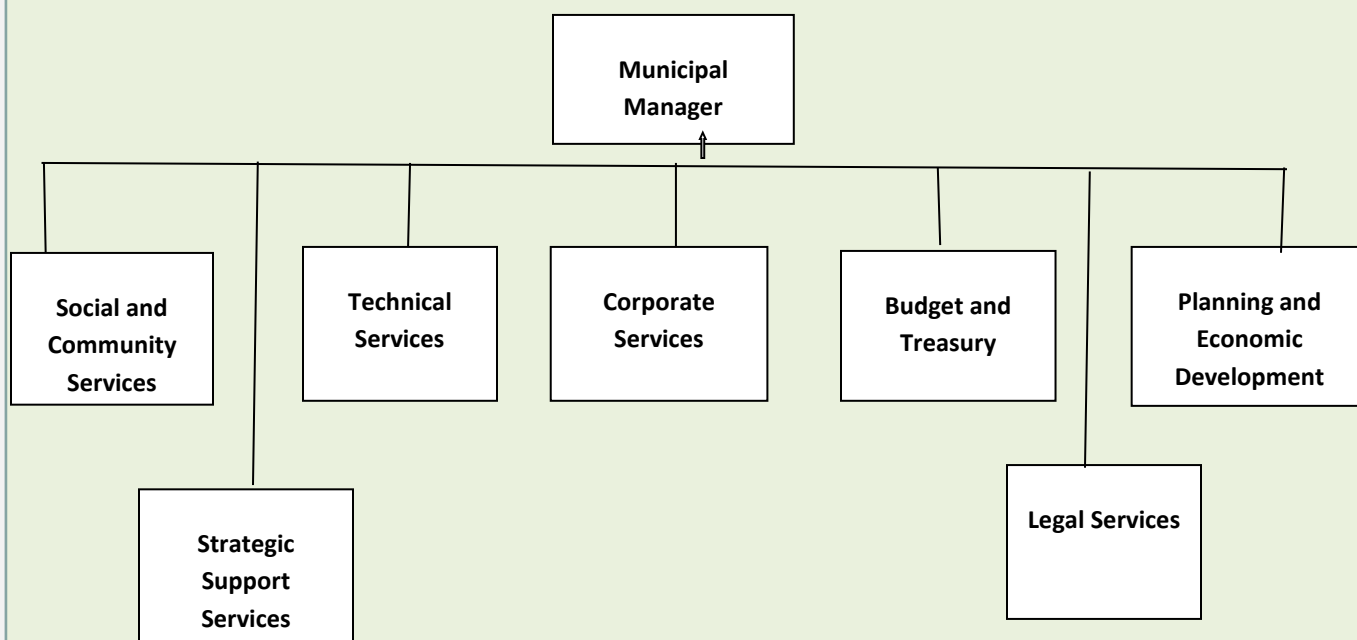 Municipal
Manager
Social and
Community
Services
Technical
Services
Corporate
Services
Budget and
Treasury
Planning and
Economic
Development
Strategic
Support
Services
Legal Services